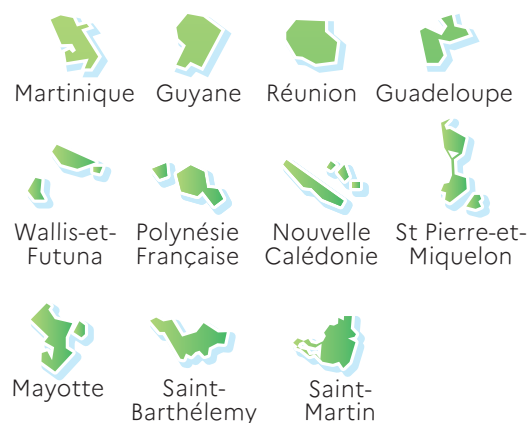 Martinique Guyane Réunion Guadeloupe
Wallis-et-
Futuna
Polynésie
Française
Nouvelle
Calédonie
St Pierre-et-
Miquelon
Mayotte
Saint-
Barthélemy
Saint-
Martin